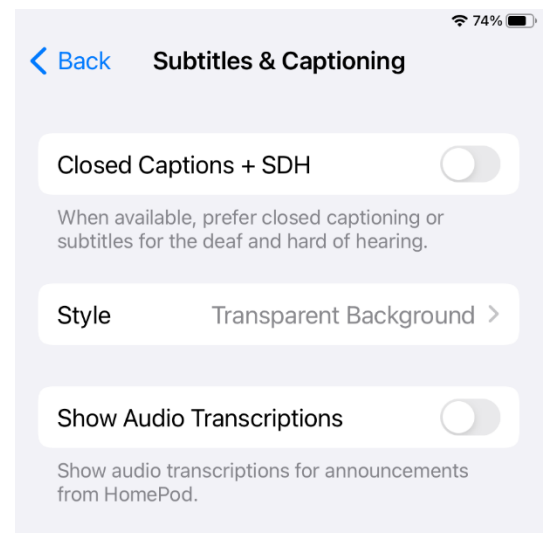 74%
Back Subtitles & Captioning
Closed Captions + SDH
When available, prefer closed captioning or
subtitles for the deaf and hard of hearing.
Style Transparent Background
Show Audio Transcriptions
Show audio transcriptions for announcements
from HomePod.